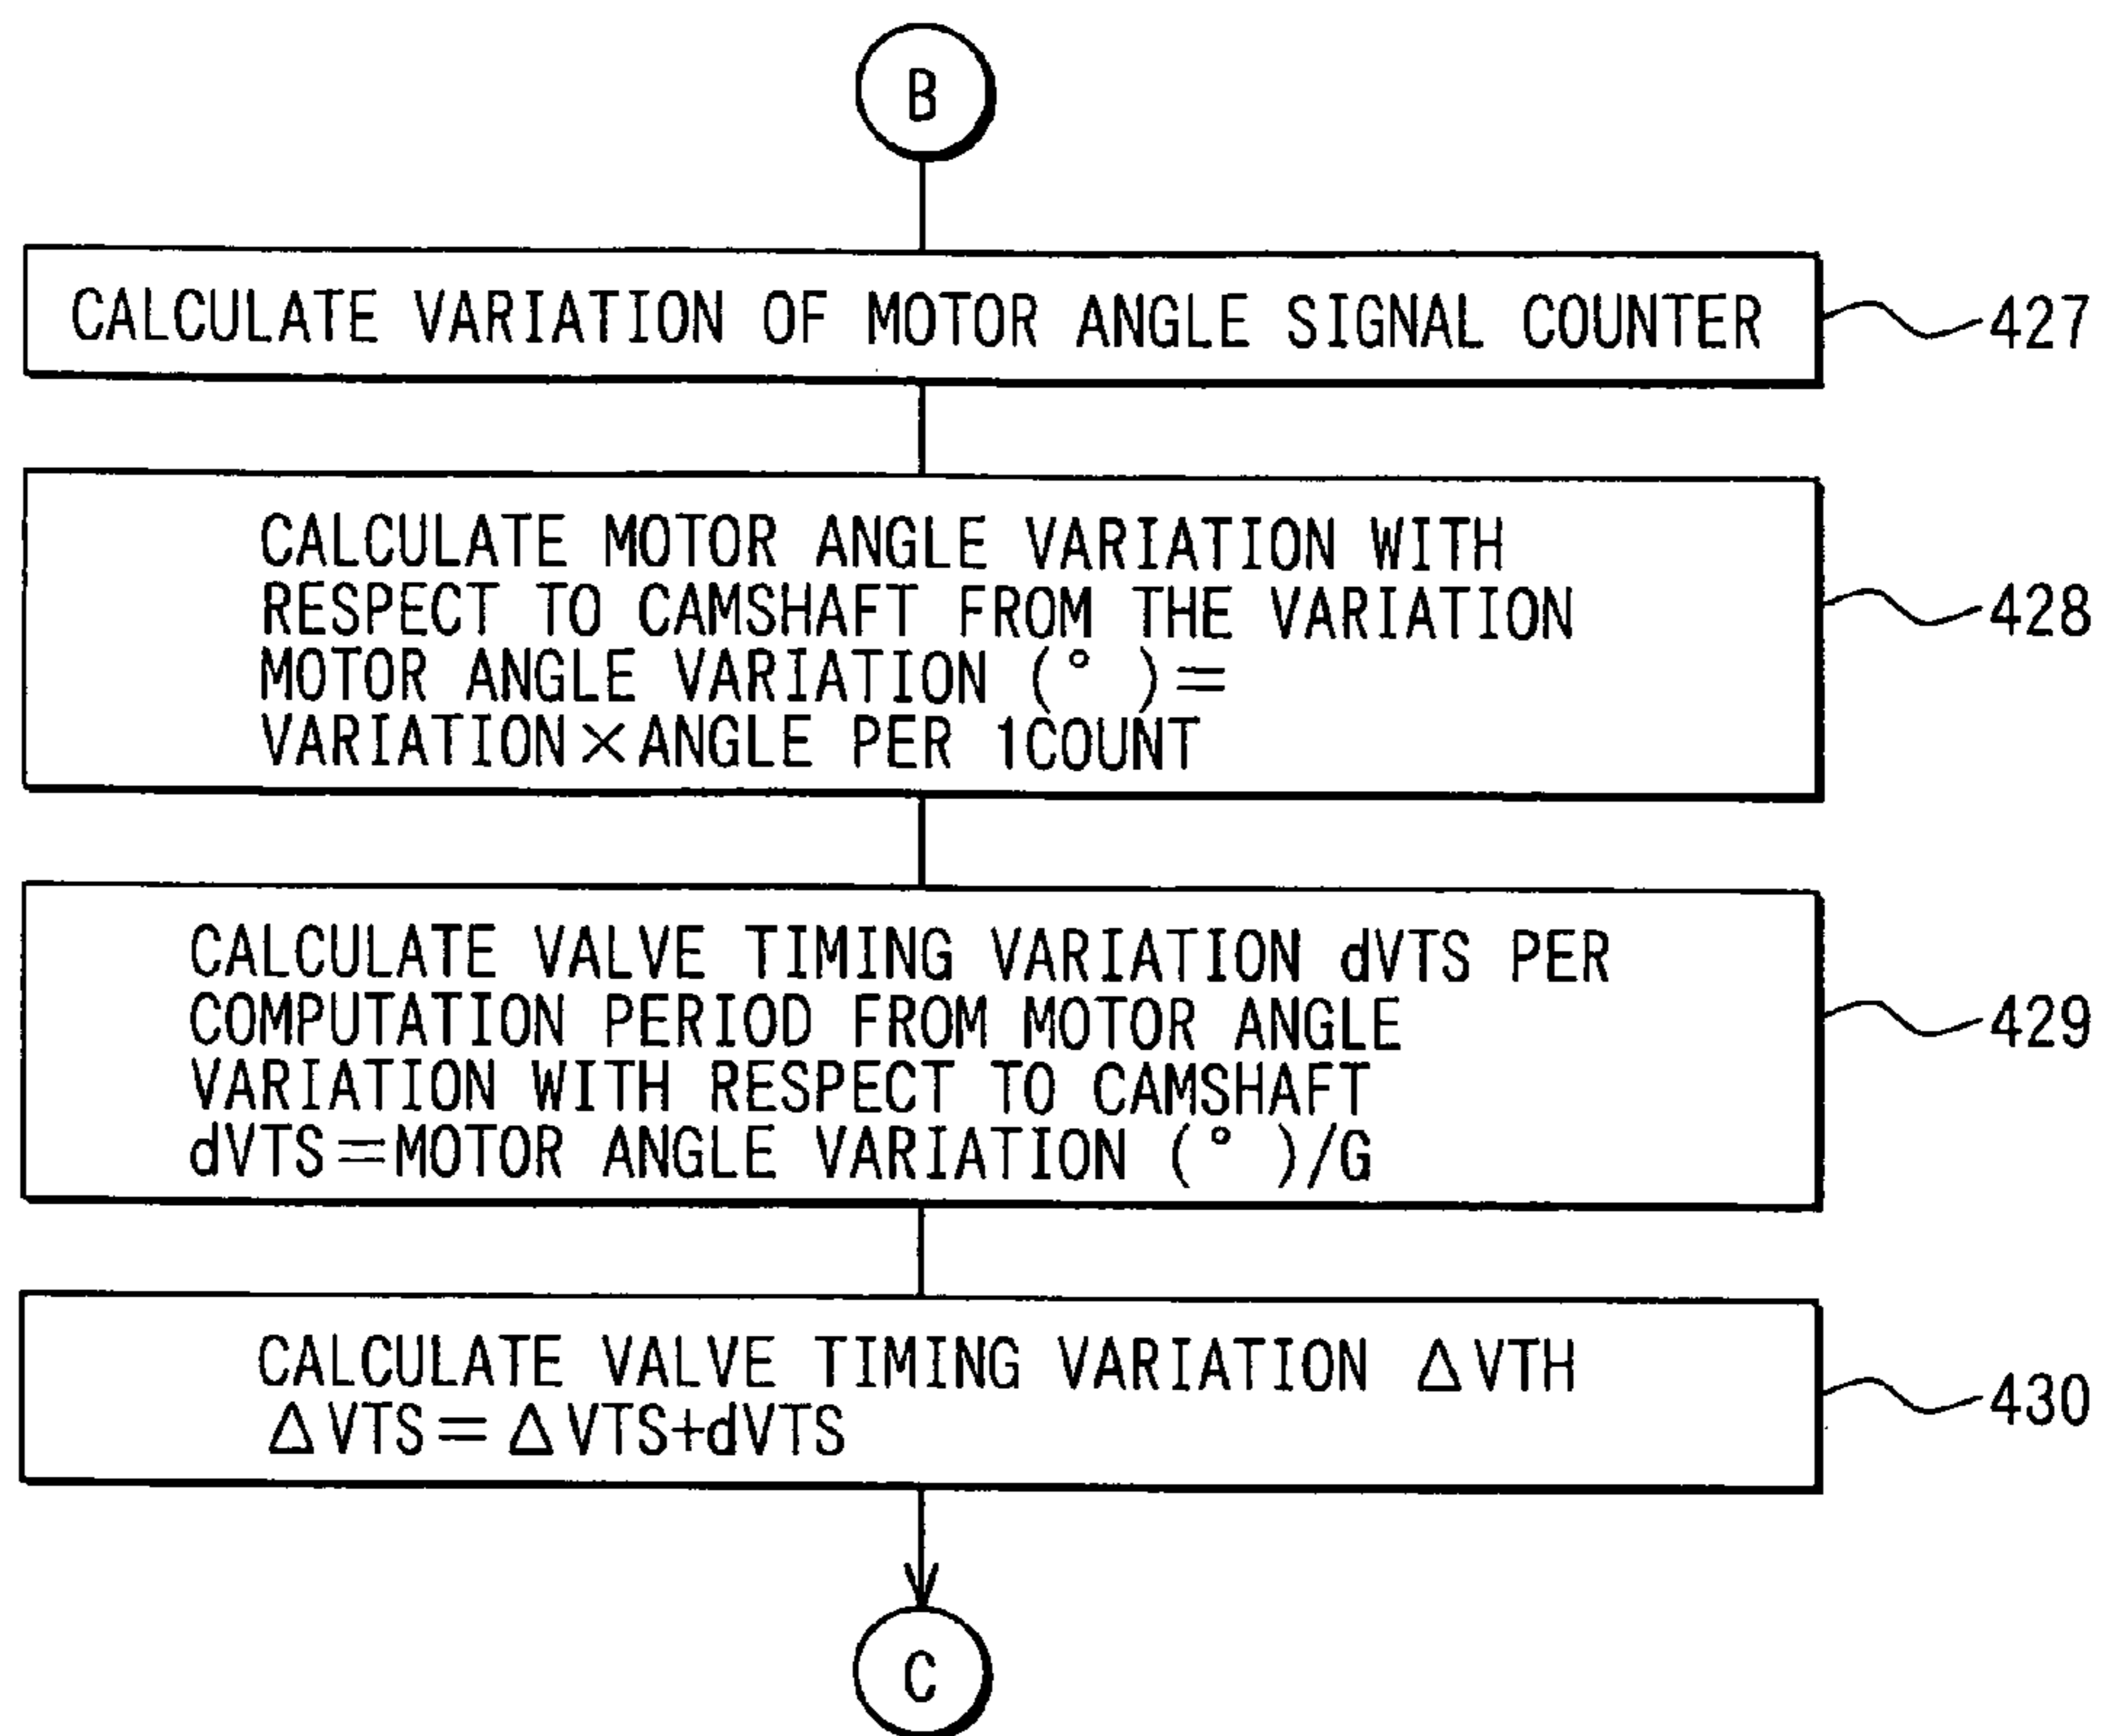 B
CALCULATE VARIATION OF MOTOR ANGLE SIGNAL COUNTER
427
CALCULATE MOTOR ANGLE VARIATION WITH
RESPECT TO CAMSHAFT FROM THE VARIATION
MOTOR ANGLE VARIATION (° )=
VARIATION×ANGLE PER 1COUNT
428
CALCULATE VALVE TIMING VARIATION dVTS PER
COMPUTATION PERIOD FROM MOTOR ANGLE
VARIATION WITH RESPECT TO CAMSHAFT
dVTS=MOTOR ANGLE VARIATION (° )/G
429
CALCULATE VALVE TIMING VARIATION ΔVTH
ΔVTS=ΔVTS+dVTS
430
C